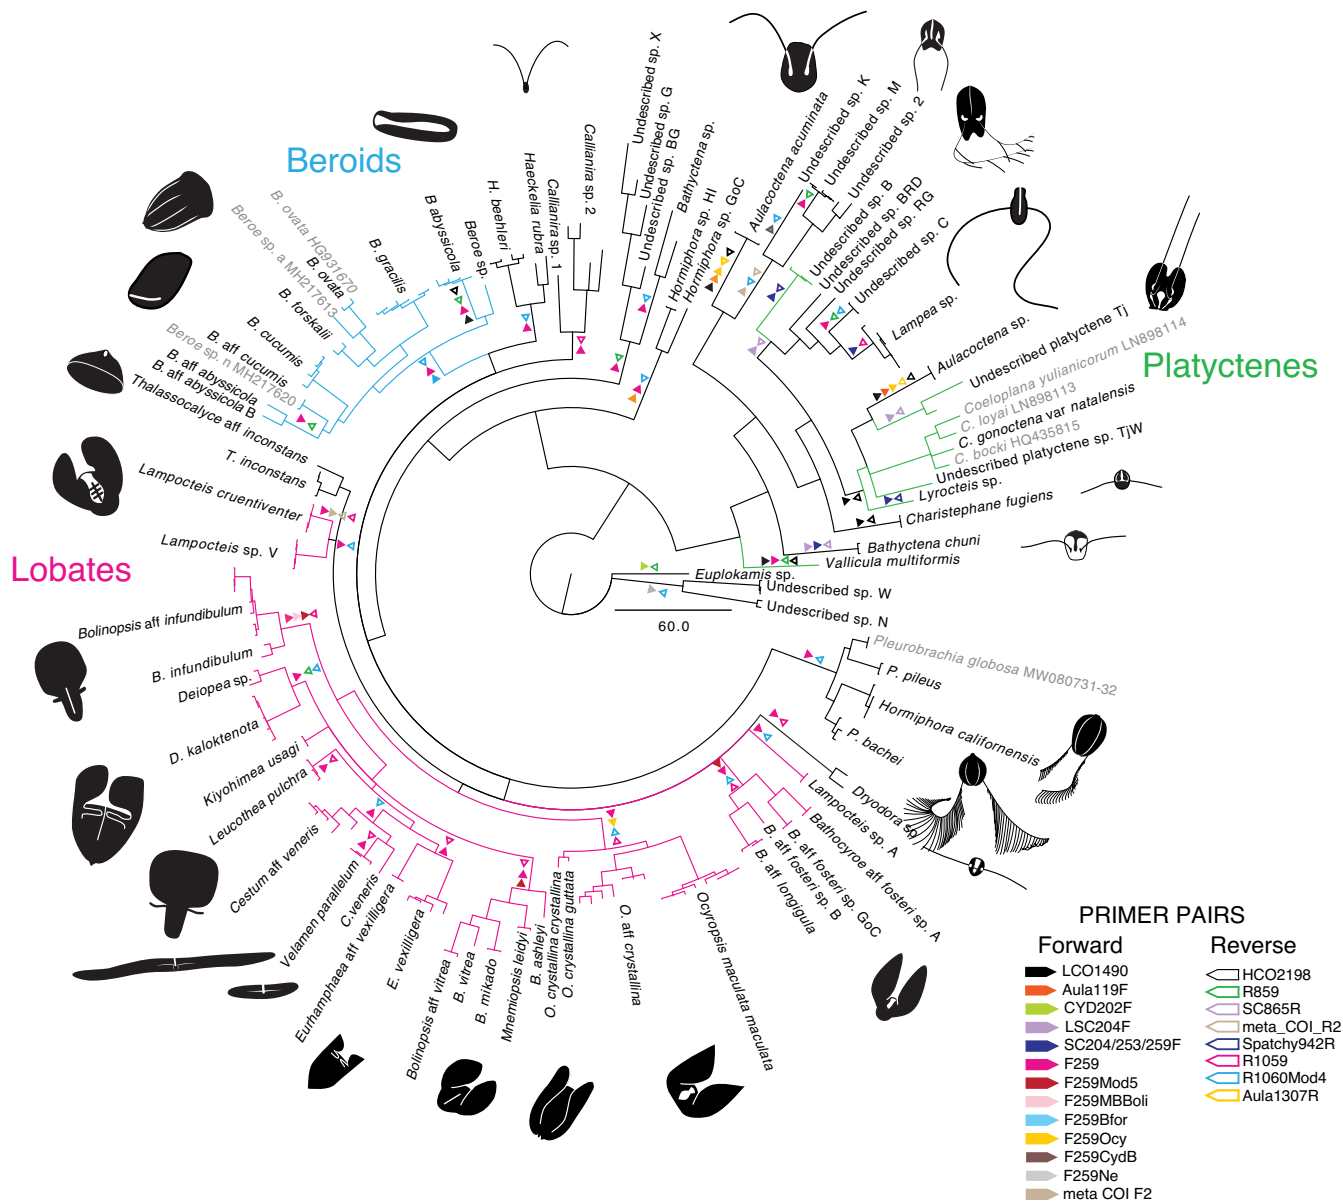 Beroids
Platyctenes
Lobates
Undescribed sp. X
Undescribed sp. G
Undescribed sp. BG
Bathyctena sp.
Hormiphora sp. HI
Hormiphora sp. GoC
Aulacoctena acuminata
Undescribed sp. K
Undescribed sp. M
Undescribed sp. 2
Undescribed sp. B
Undescribed sp. BRD
Undescribed sp. RG
Undescribed sp. C
Lampea sp.
Aulacoctena sp.
Undescribed platyctene Tj
Coeloplana yulianicorum LN898114
C. loyai LN898113
C. gonoctena var natalensis
C. bocki HQ435815
Undescribed platyctene sp. TjW
Lyrocteis sp.
Charistephane fugiens
Bathyctena chuni
Vallicula multiformis
Euplokamis sp.
Undescribed sp. W
Undescribed sp. N
60.0
Pleurobrachia globosa MW080731-32
P. pileus
Hormiphora californensis
P. bachei
Dryodora sp.
Lampocteis sp. A
Bathocyroe aff fosteri sp. A
B. aff fosteri sp. GoC
B. aff fosteri sp. B
B. aff longigula
Ocyropsis maculata maculata
O. aff crystallina
O. crystallina guttata
O. crystallina crystallina
B. ashleyi
Mnemiopsis leidyi
B. mikado
B. vitrea
Bolinopsis aff vitrea
E. vexilligera
Eurhamphaea aff vexilligera
C. veneris
Velamen parallelum
Cestum aff veneris
Leucothea pulchra
Kiyohimea usagi
D. kaloktenota
Deiopea sp.
B. infundibulum
Bolinopsis aff infundibulum
Lampocteis sp. V
Lampocteis cruentiventer
T. inconstans
Thalassocalyce aff inconstans
B. aff abyssicola B
B. aff abyssicola
Beroe sp. n MH217620
B. aff cucumis
B. cucumis
B. forskalii
B. ovata
Beroe sp. a MH217613
B. ovata HG931670
B. gracilis
B abyssicola
Beroe sp.
H. beehleri
Haeckelia rubra
Callianira sp. 1
Callianira sp. 2
PRIMER PAIRS
Forward
LCO1490
Aula119F
CYD202F
LSC204F
SC204/253/259F
F259
F259Mod5
F259MBBoli
F259Bfor
F259Ocy
F259CydB
F259Ne
meta COI F2
Reverse
HCO2198
R859
SC865R
meta_COI_R2
Spatchy942R
R1059
R1060Mod4
Aula1307R